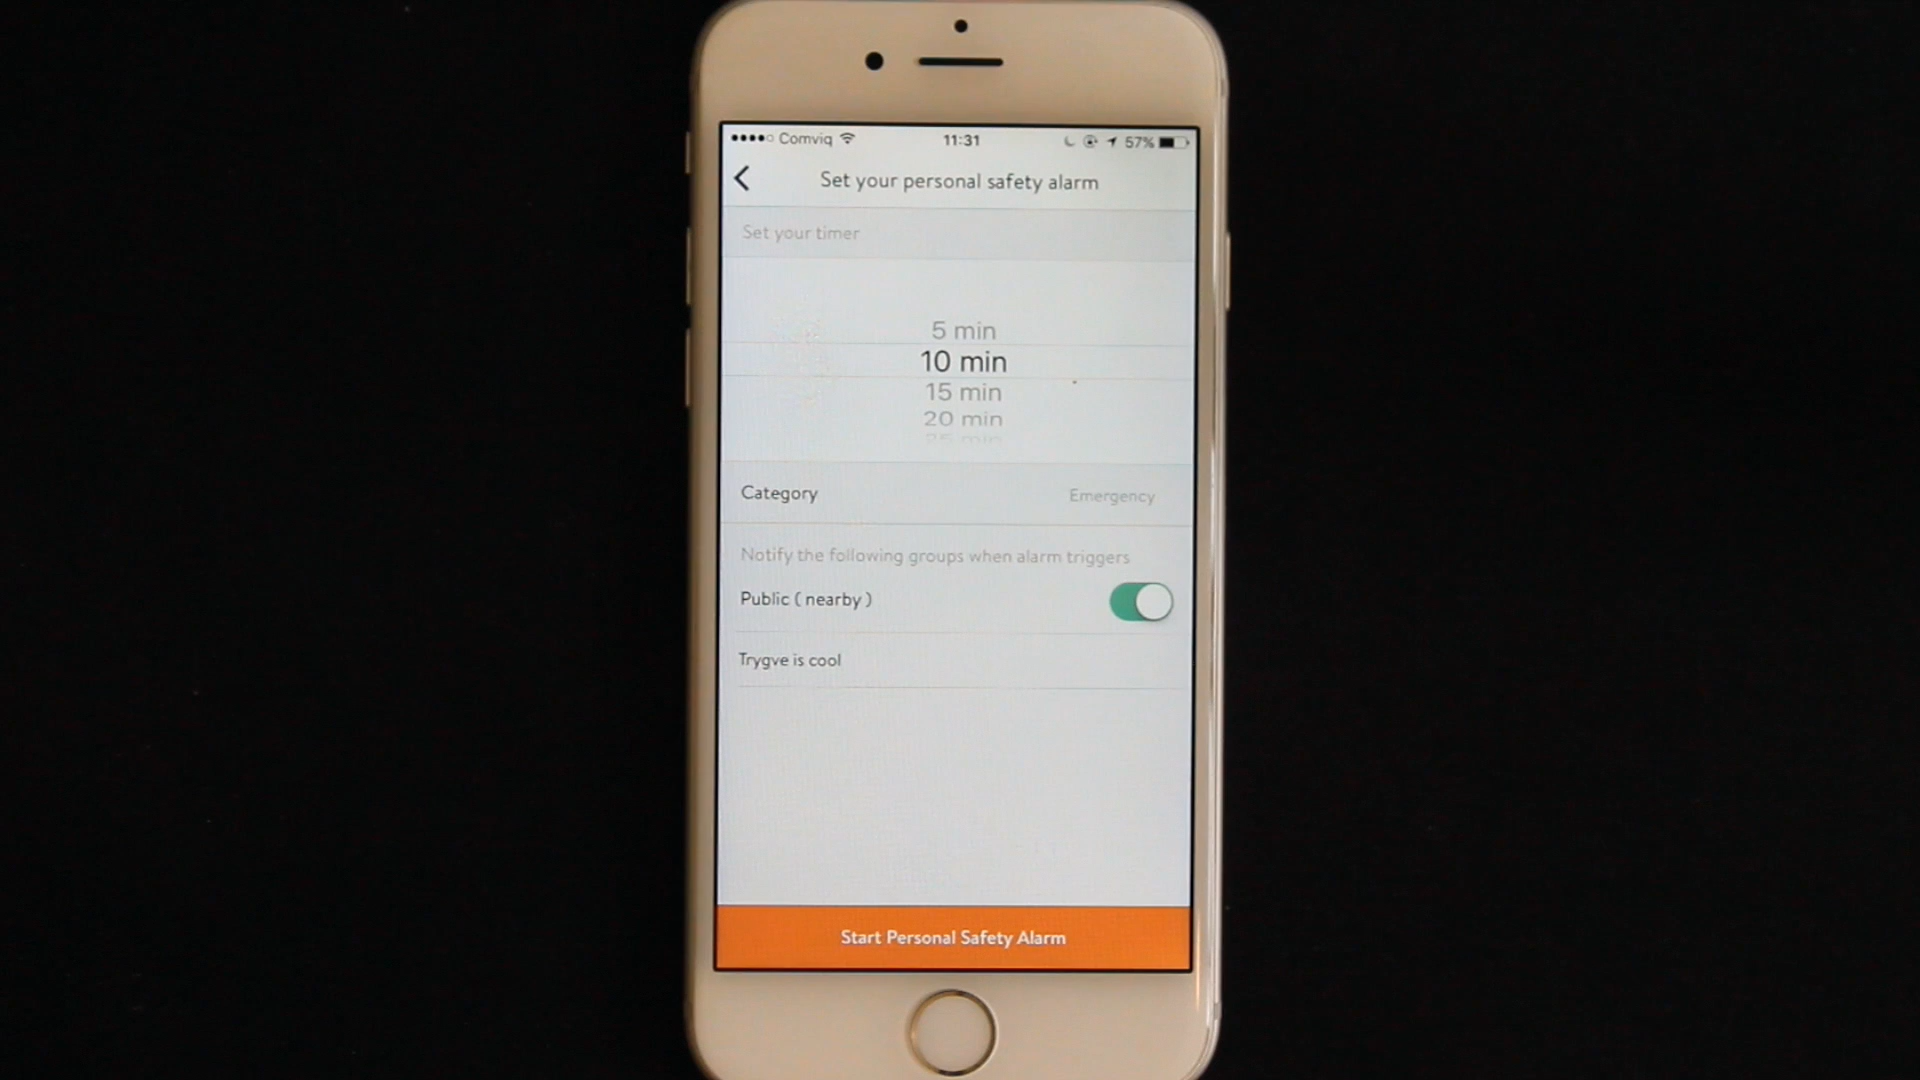 Comviq 11:31 57%
Set your personal safety alarm
Set your timer
5 min
10 min
15 min
20 min
25 min
Category Emergency
Notify the following groups when alarm triggers
Public ( nearby )
Trygve is cool
Start Personal Safety Alarm